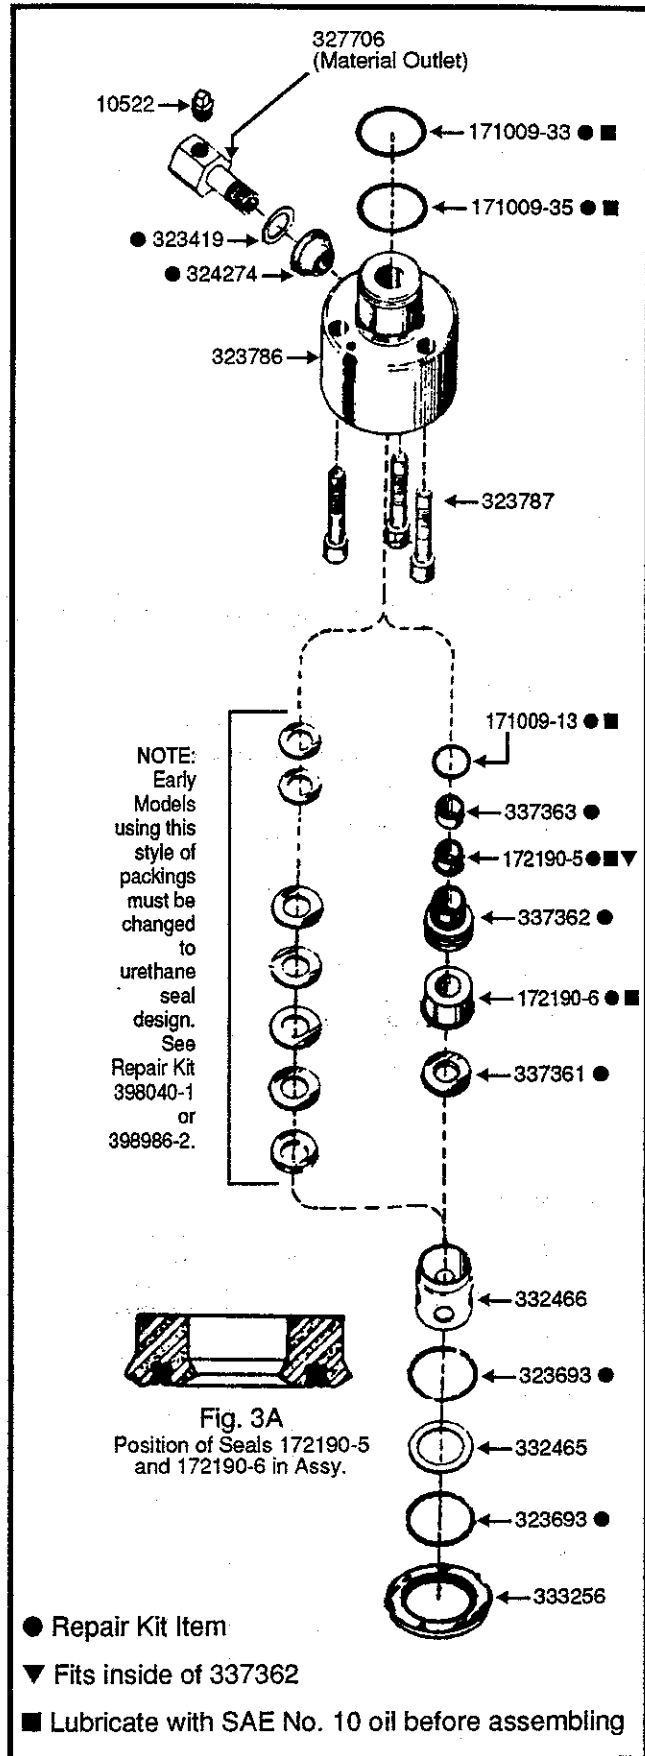 327706
(Material Outlet)
10522
171009-33 ● ■
171009-35 ● ■
● 323419
● 324274
323786
323787
171009-13 ● ■
337363 ●
172190-5 ● ■ ▼
337362 ●
172190-6 ● ■
337361 ●
NOTE:
Early
Models
using this
style of
packings
must be
changed
to
urethane
seal
design.
See
Repair Kit
398040-1
or
398986-2.
332466
323693 ●
332465
323693 ●
333256
Fig. 3A
Position of Seals 172190-5
and 172190-6 in Assy.
● Repair Kit Item
▼ Fits inside of 337362
■ Lubricate with SAE No. 10 oil before assembling